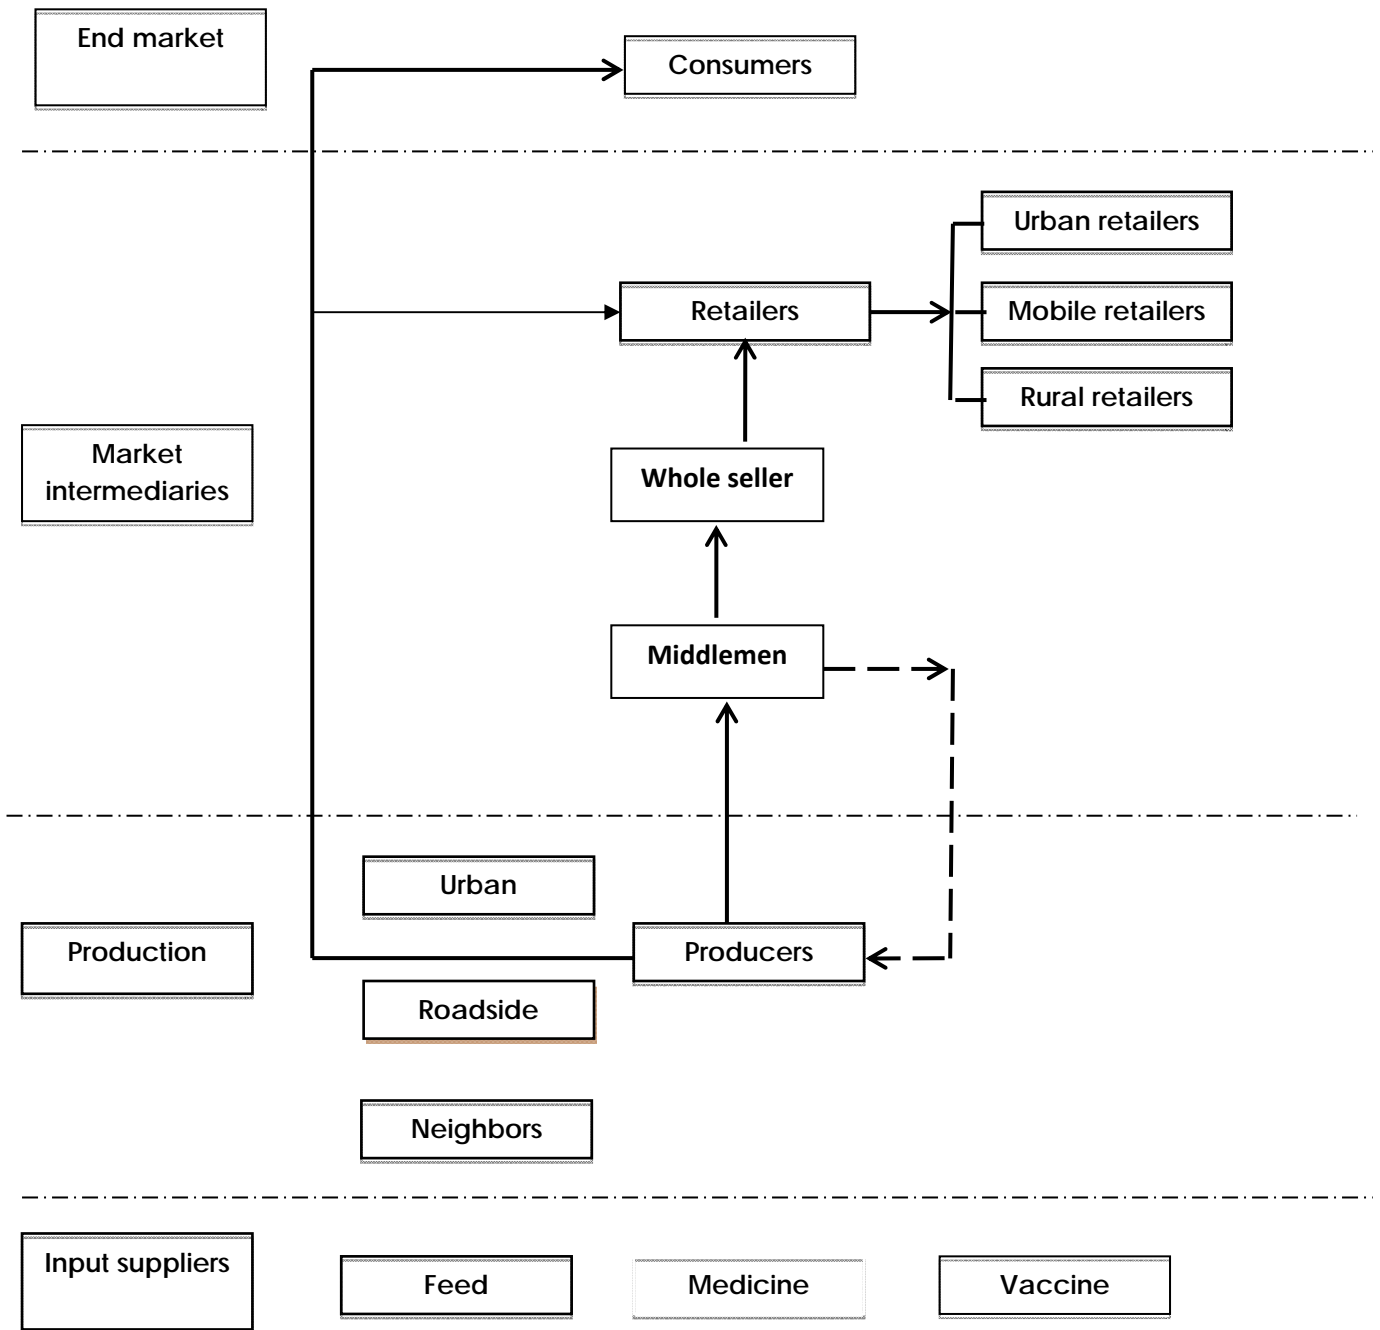 End market
Consumers
Urban retailers
Retailers
Mobile retailers
Rural retailers
Market
intermediaries
Whole seller
Middlemen
Urban
Production
Producers
Roadside
Neighbors
Input suppliers
Feed
Medicine
Vaccine